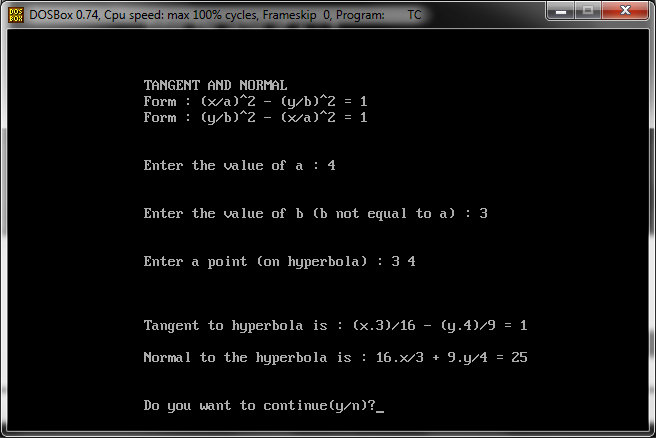 DOSBox 0.74, Cpu speed: max 100% cycles, Frameskip 0, Program: TC
TANGENT AND NORMAL
Form : (x/a)^2 - (y/b)^2 = 1
Form : (y/b)^2 - (x/a)^2 = 1
Enter the value of a : 4
Enter the value of b (b not equal to a) : 3
Enter a point (on hyperbola) : 3 4
Tangent to hyperbola is : (x.3)/16 - (y.4)/9 = 1
Normal to the hyperbola is : 16.x/3 + 9.y/4 = 25
Do you want to continue(y/n)?_